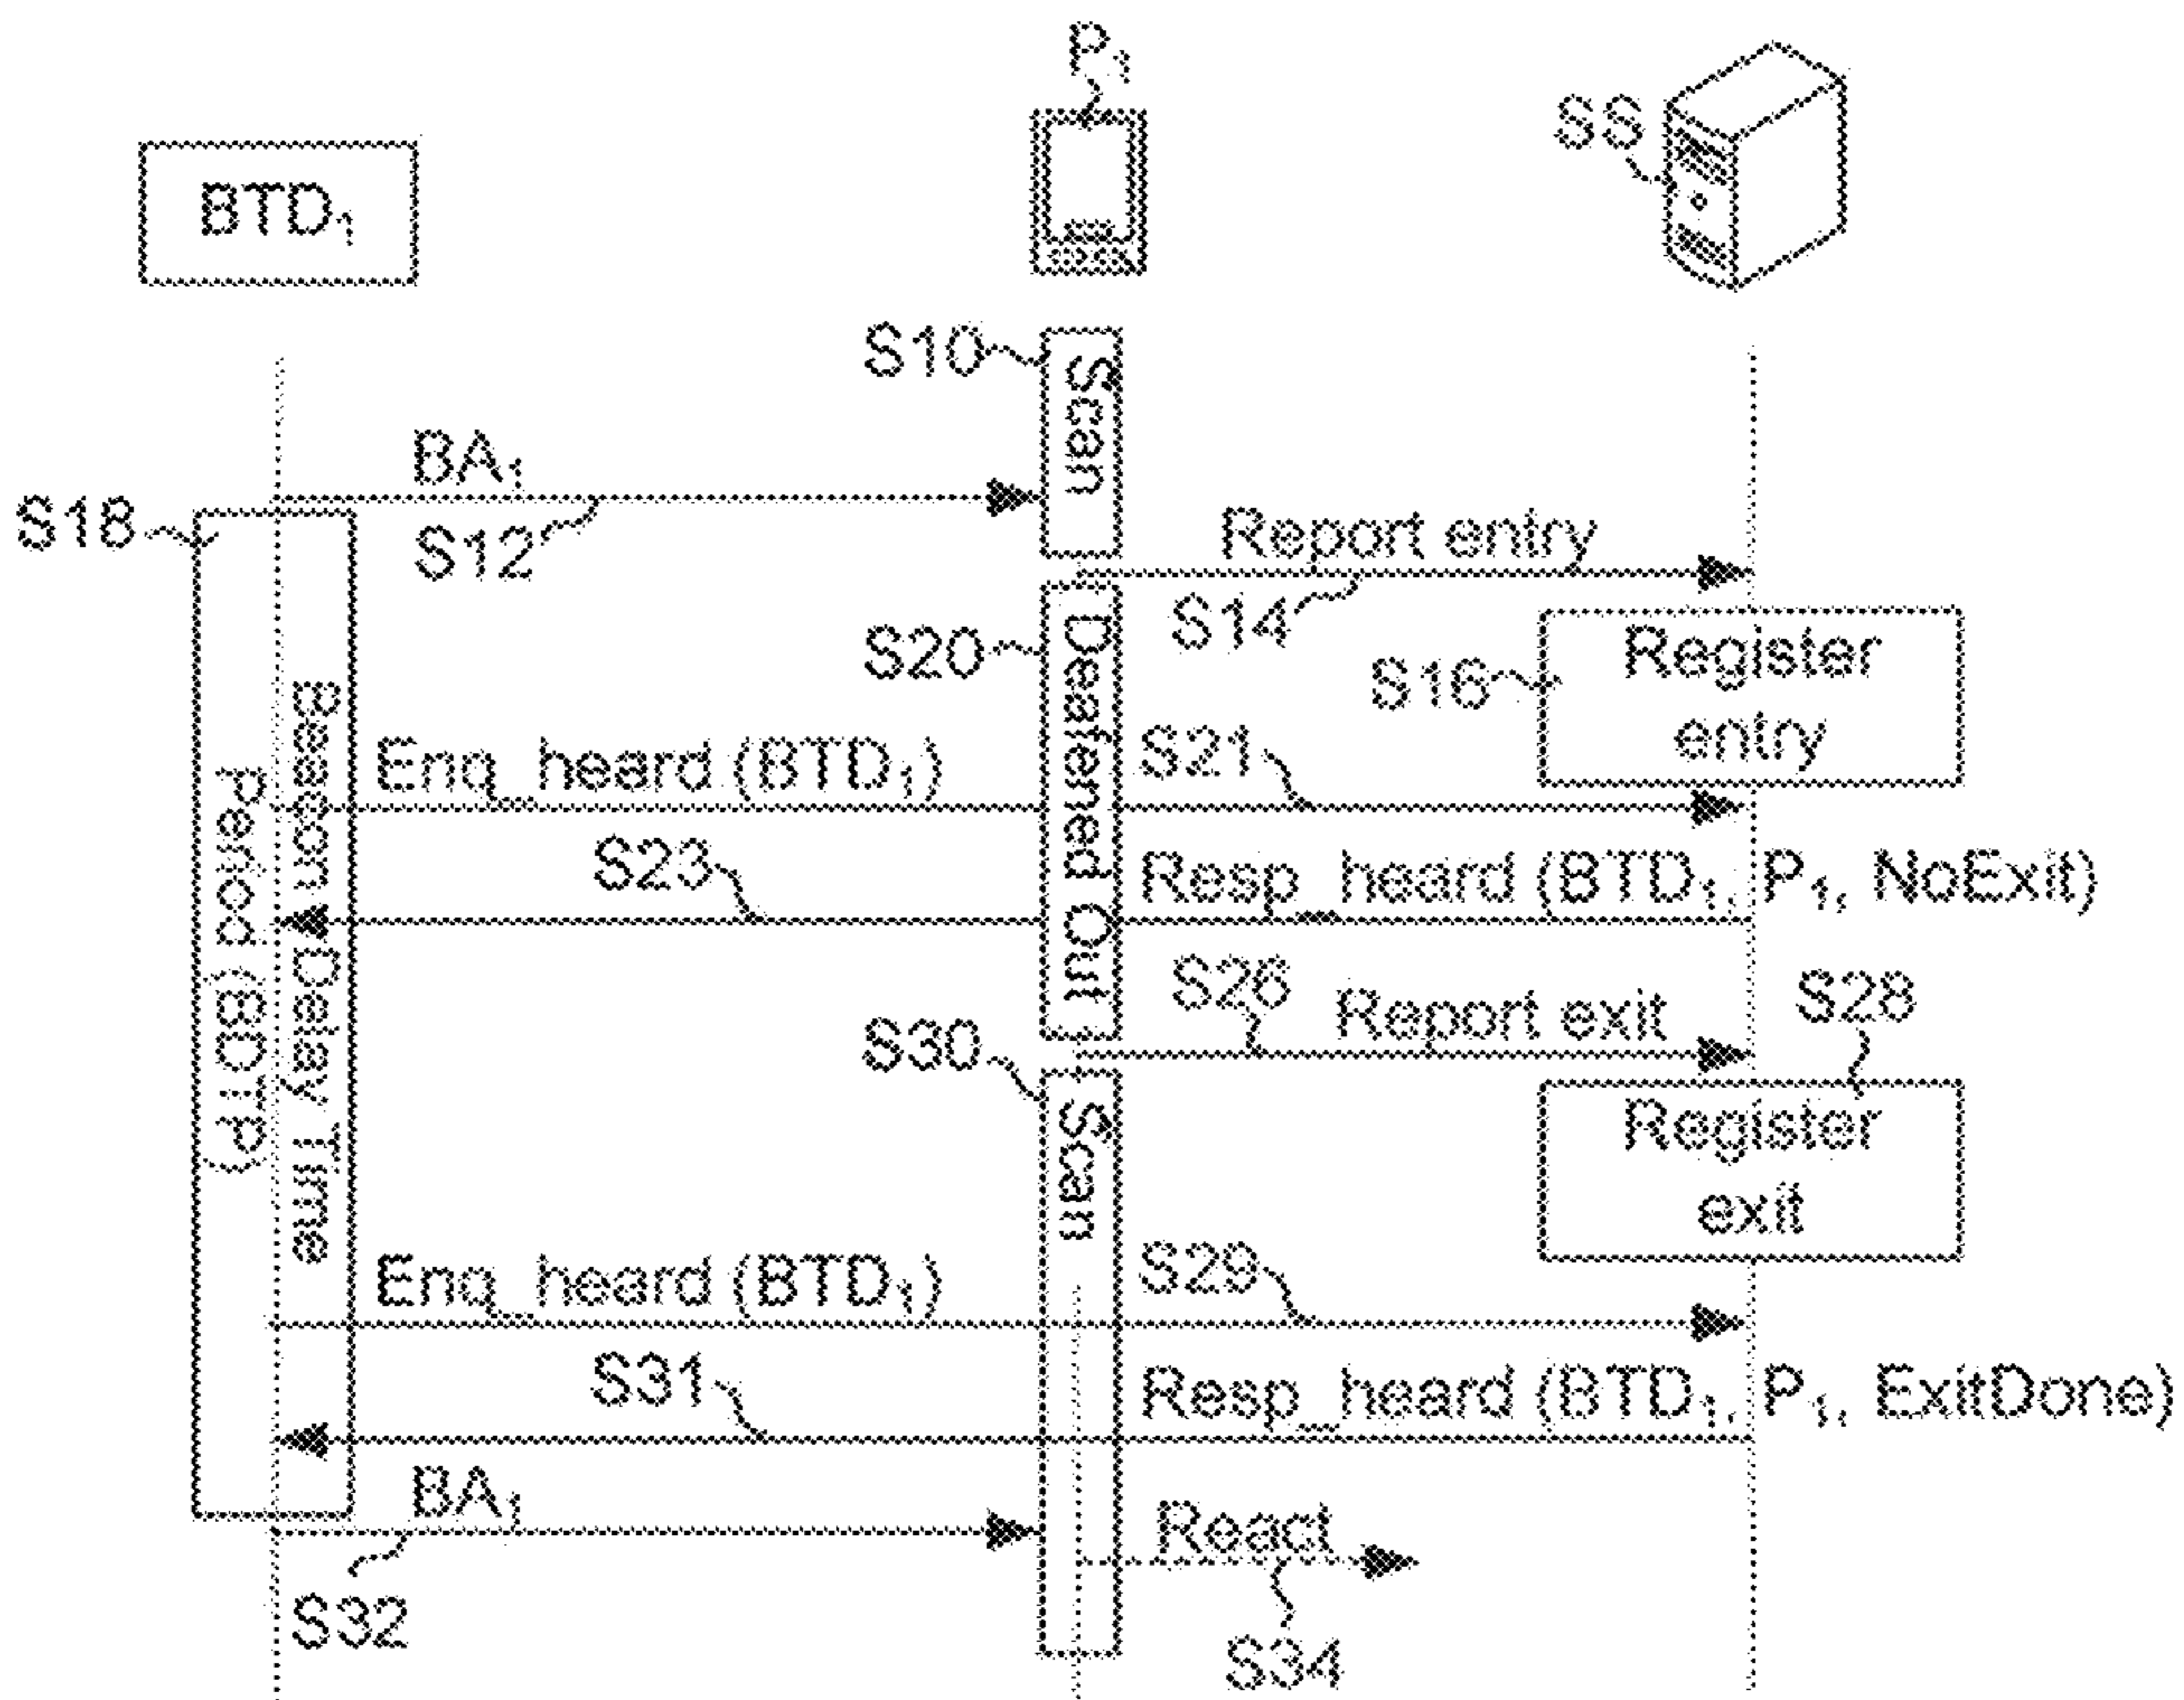 P₁
SS
BTD₁
S10
Scan
BA₁
S18
S12
Report entry
S14
S20
Deafened Out
S16
Register
entry
Beacon Delay Time
Period (BDTP)
Enq_heard (BTD₁)
S21
S23
Resp_heard (BTD₁, P₁, NoExit)
S26
Report exit
S28
S30
Scan
Register
exit
Enq_heard (BTD₁)
S29
S31
Resp_heard (BTD₁, P₁, ExitDone)
BA₁
React
S32
S34